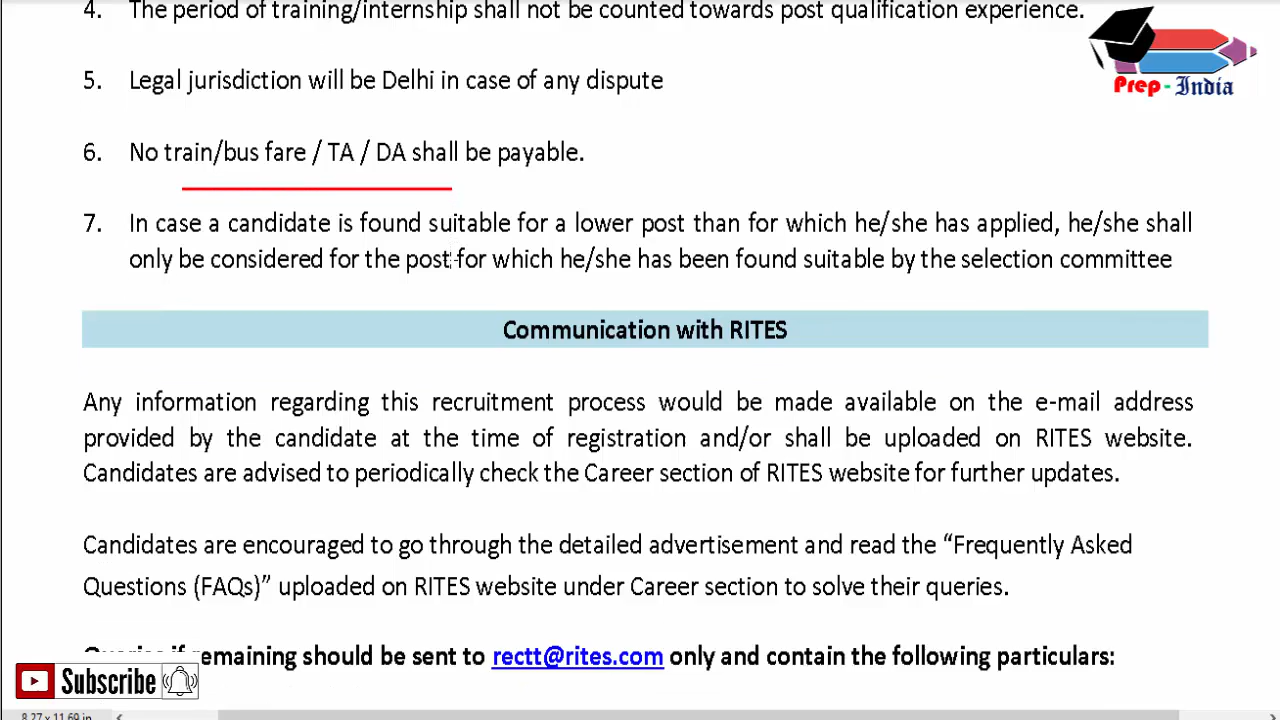 4. The period of training/internship shall not be counted towards post qualification experience.
Prep - India
5. Legal jurisdiction will be Delhi in case of any dispute
6. No train/bus fare / TA / DA shall be payable.
7. In case a candidate is found suitable for a lower post than for which he/she has applied, he/she shall
only be considered for the post for which he/she has been found suitable by the selection committee
Communication with RITES
Any information regarding this recruitment process would be made available on the e-mail address
provided by the candidate at the time of registration and/or shall be uploaded on RITES website.
Candidates are advised to periodically check the Career section of RITES website for further updates.
Candidates are encouraged to go through the detailed advertisement and read the “Frequently Asked
Questions (FAQs)” uploaded on RITES website under Career section to solve their queries.
Queries if remaining should be sent to rectt@rites.com only and contain the following particulars:
Subscribe
8.27 x 11.69 in